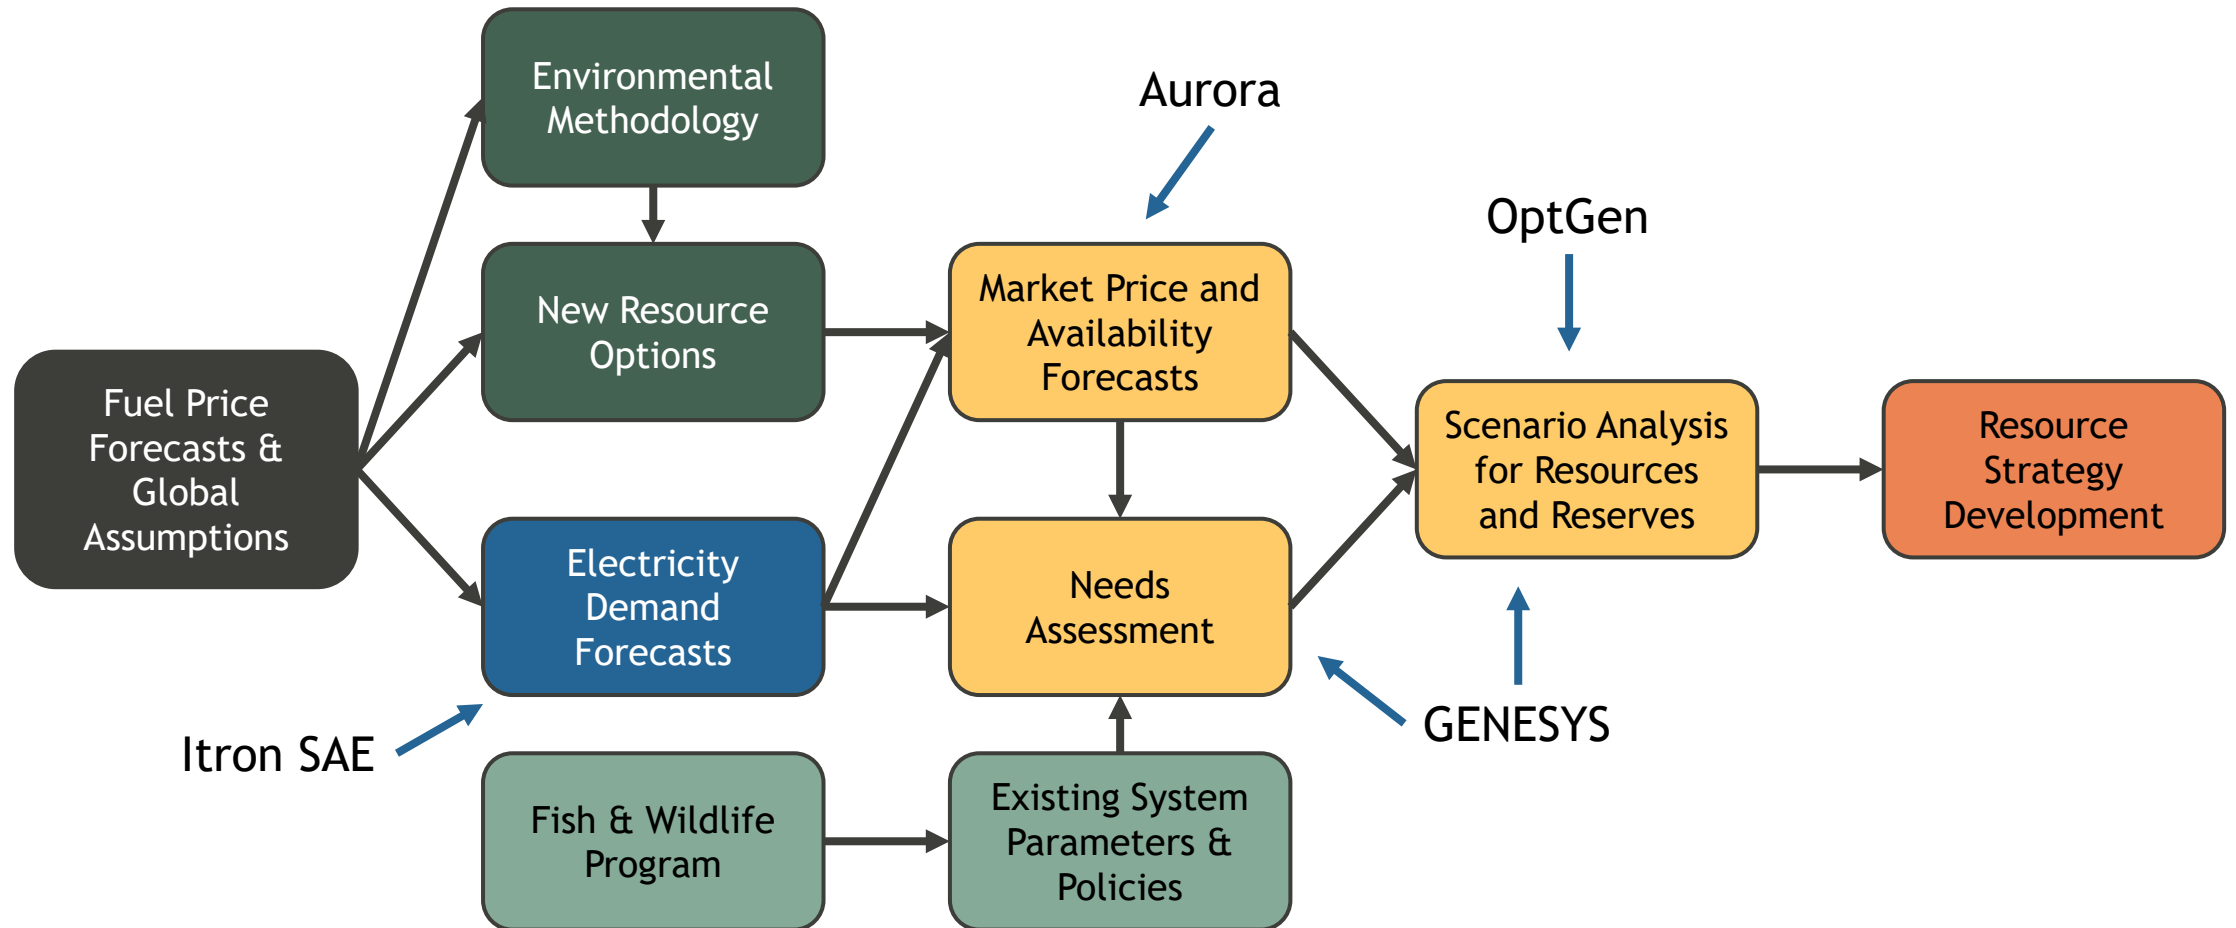 Environmental
Methodology
Aurora
OptGen
New Resource
Options
Market Price and
Availability
Forecasts
Fuel Price
Forecasts &
Global
Assumptions
Scenario Analysis
for Resources
and Reserves
Resource
Strategy
Development
Electricity
Demand
Forecasts
Needs
Assessment
Itron SAE
GENESYS
Fish & Wildlife
Program
Existing System
Parameters &
Policies